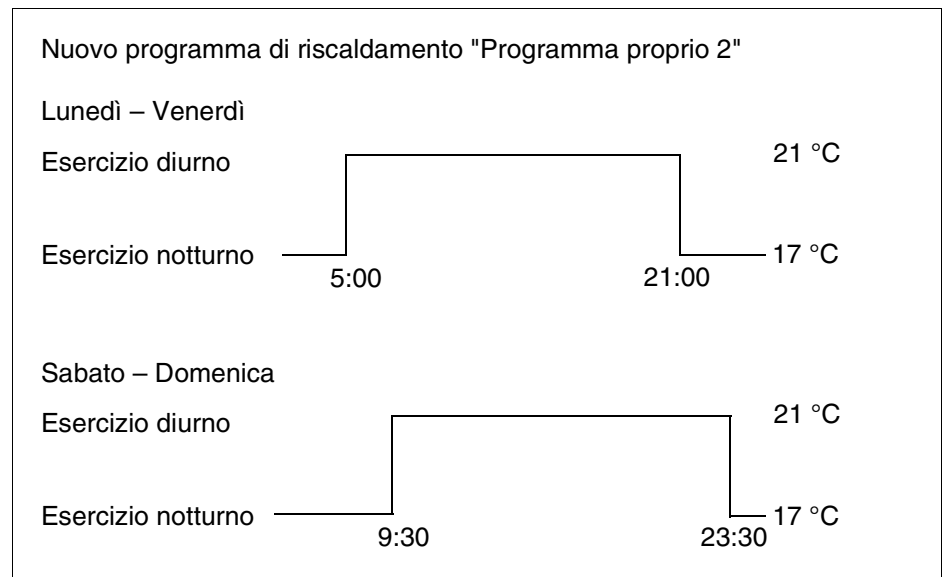 Nuovo programma di riscaldamento "Programma proprio 2"
Lunedì – Venerdì
Esercizio diurno 21 °C
Esercizio notturno 17 °C
5:00 21:00
Sabato – Domenica
Esercizio diurno 21 °C
Esercizio notturno 17 °C
9:30 23:30